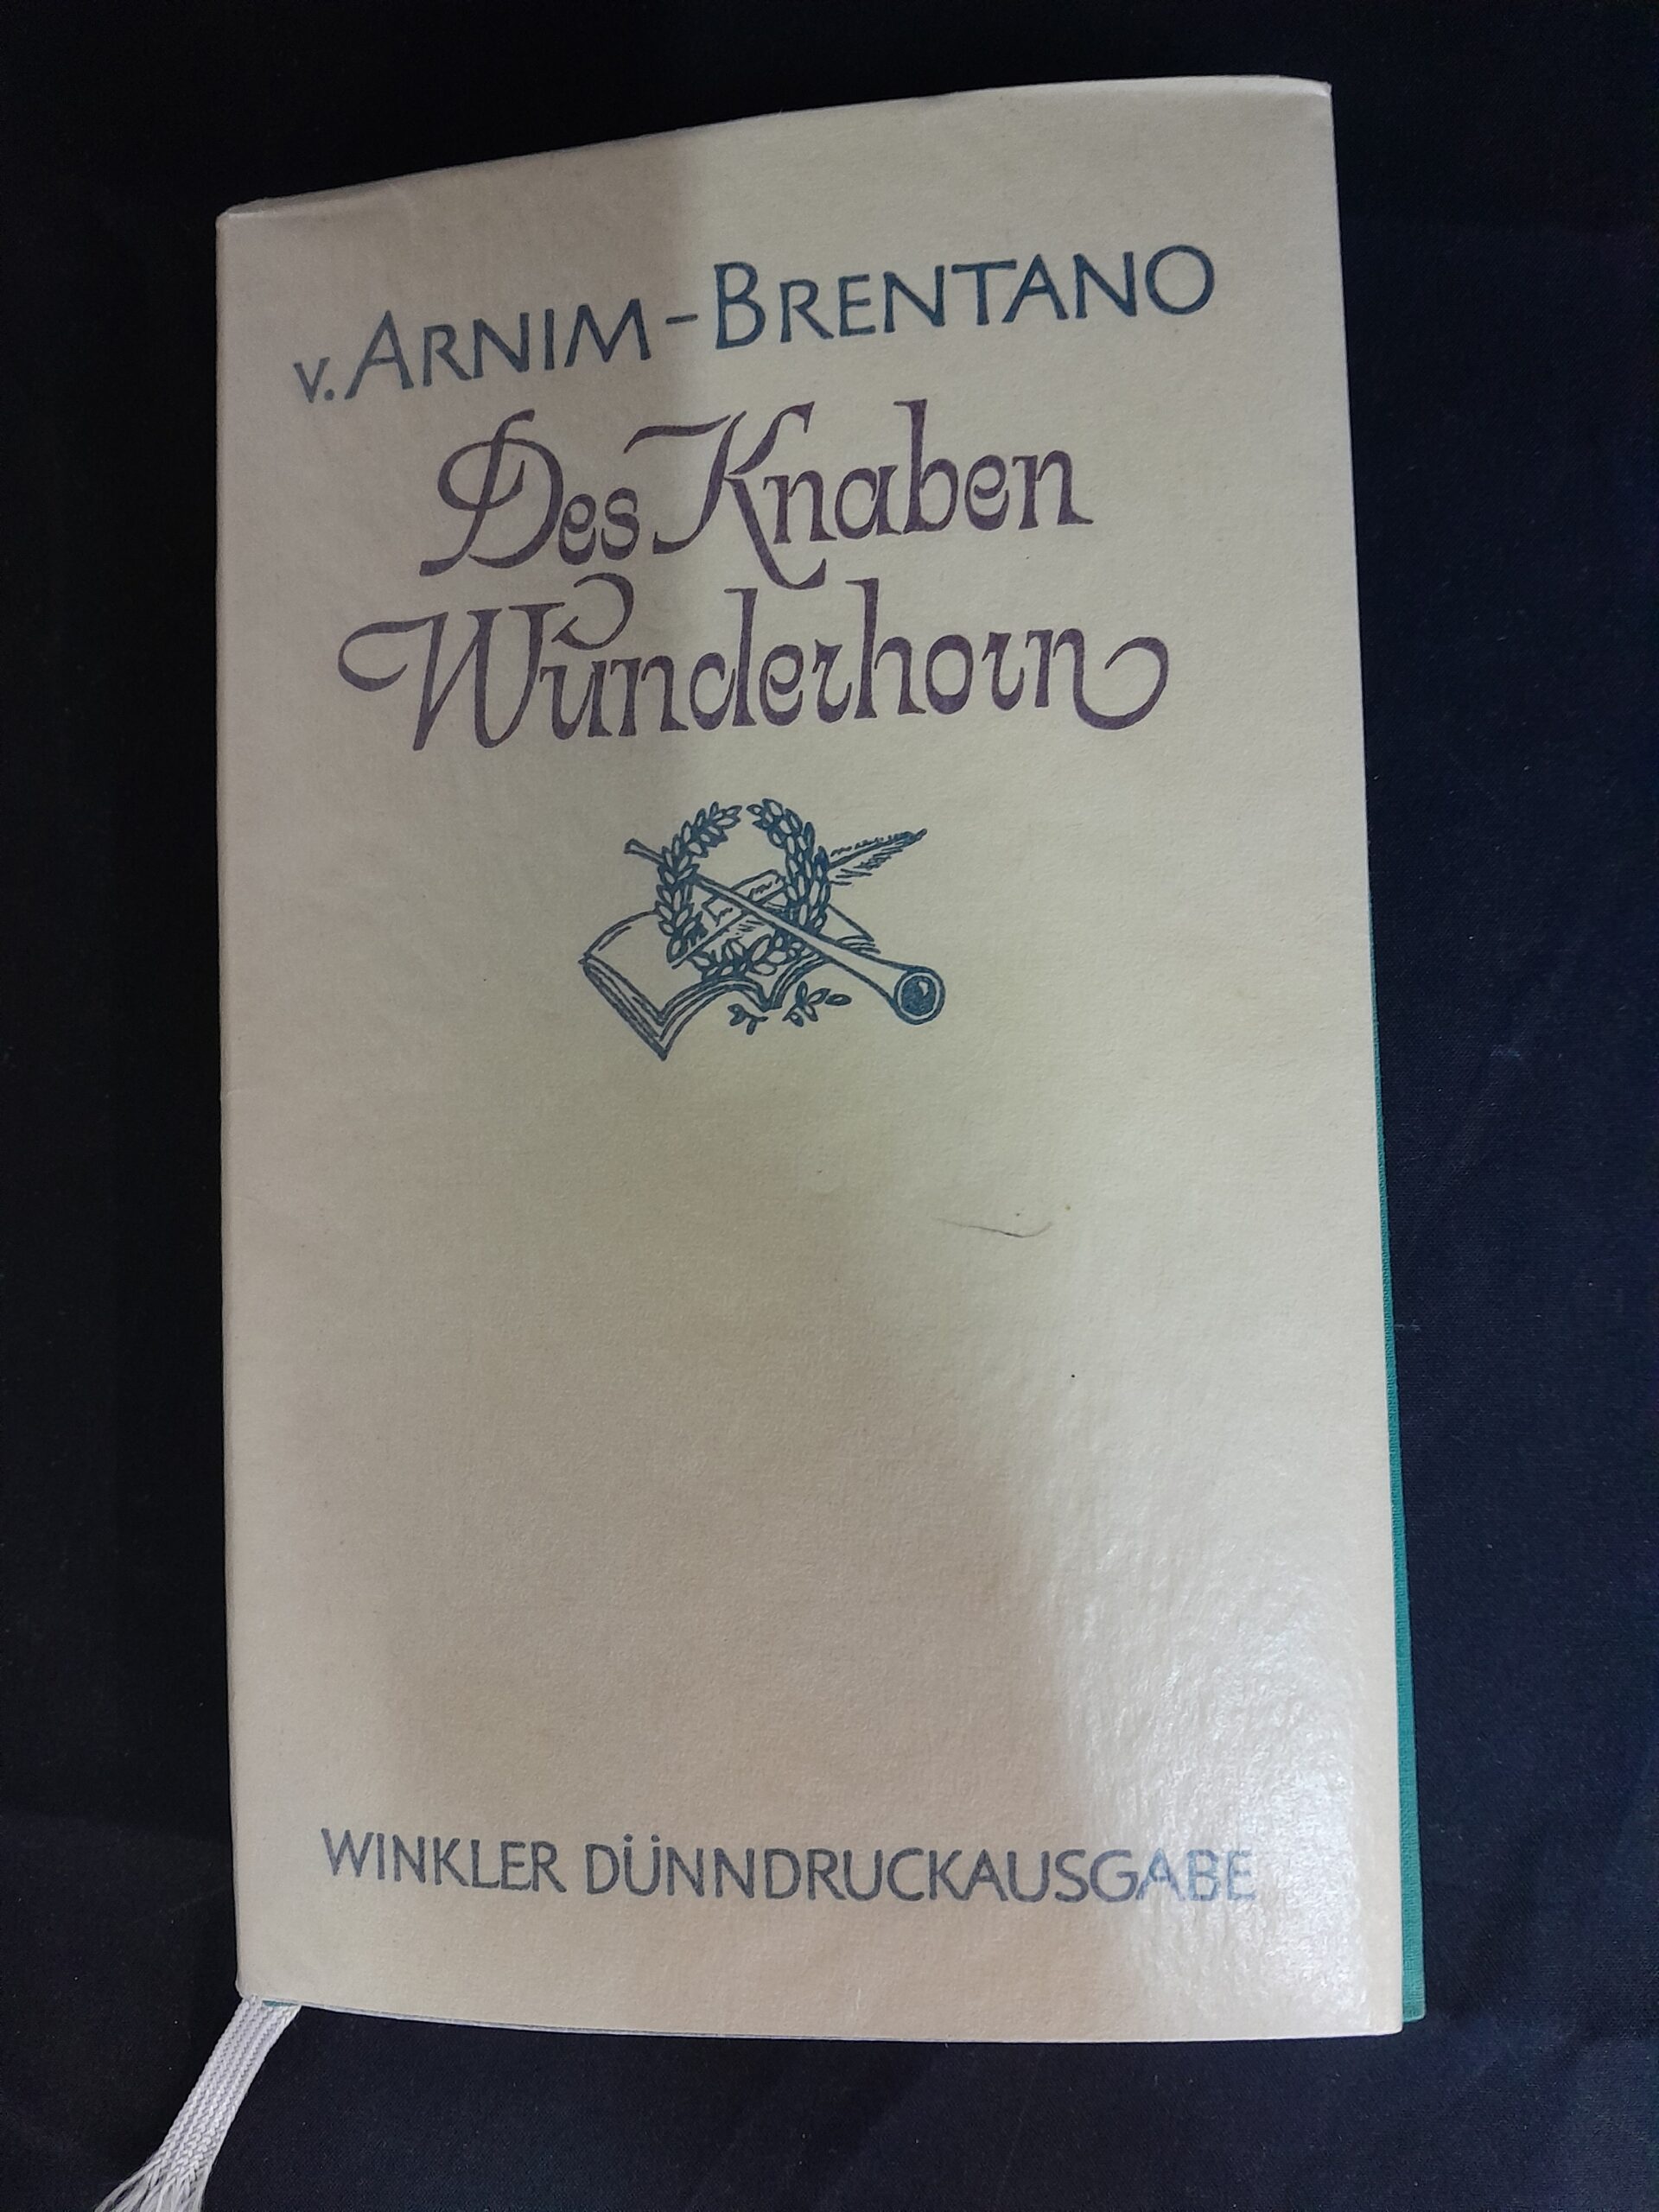 v. ARNIM-BRENTANO
Des Knaben
Wunderhorn
WINKLER DÜNNDRUCKAUSGABE